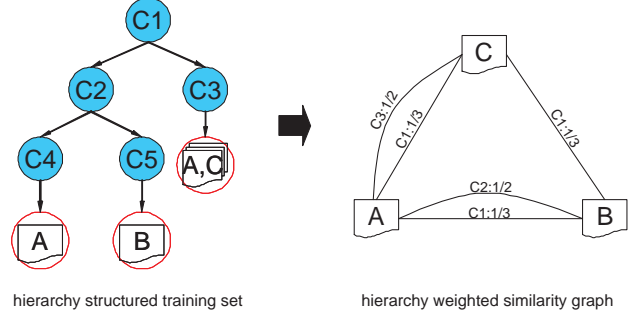 C1
C2
C3
C4
C5
A,C
A
B
hierarchy structured training set
C
C3:1/2
C1:1/3
C1:1/3
A
C2:1/2
C1:1/3
B
hierarchy weighted similarity graph